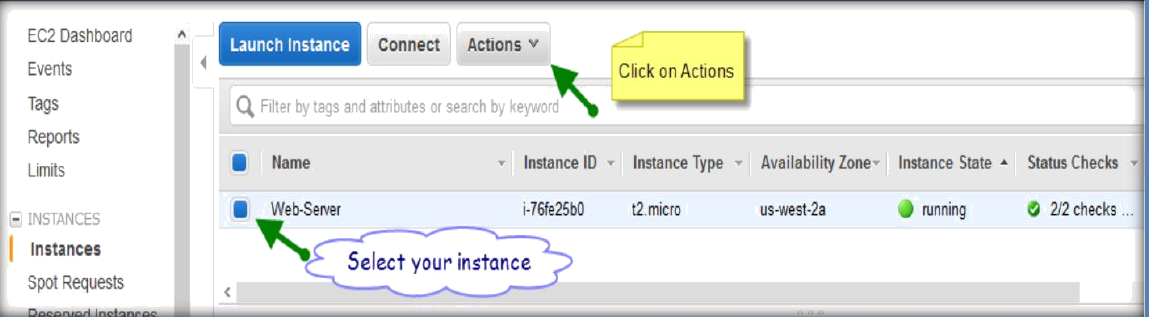 EC2 Dashboard
Events
Tags
Reports
Limits
INSTANCES
Instances
Spot Requests
Reserved Instances
Launch Instance Connect Actions
Click on Actions
Filter by tags and attributes or search by keyword
Name Instance ID Instance Type Availability Zone Instance State Status Checks
Web-Server i-76fe25b0 t2.micro us-west-2a running 2/2 checks ...
Select your instance